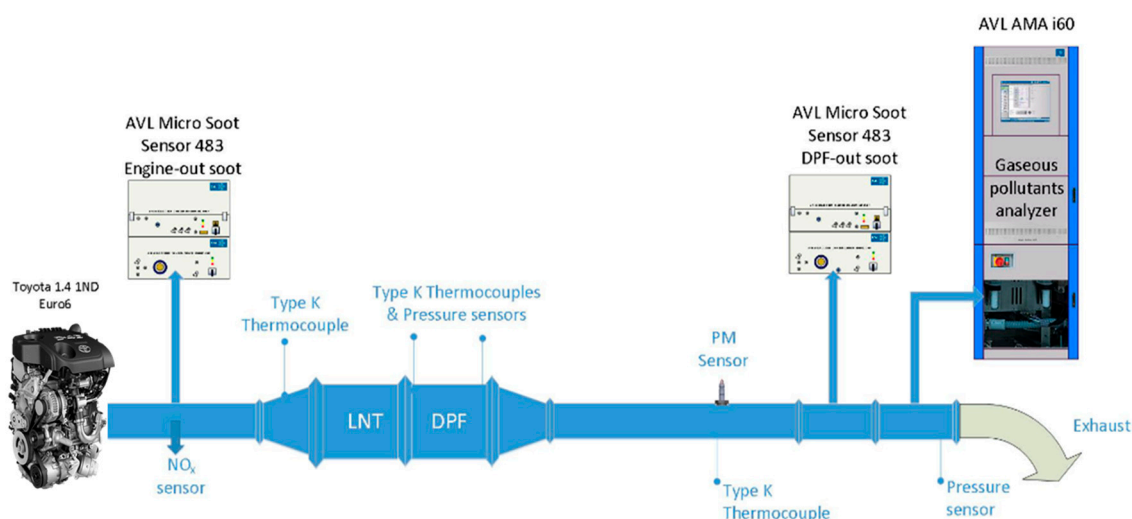 AVL AMA i60
AVL Micro Soot
Sensor 483
Engine-out soot
AVL Micro Soot
Sensor 483
DPF-out soot
Gaseous
pollutants
analyzer
Toyota 1.4 1ND
Euro6
Type K
Thermocouple
Type K Thermocouples
& Pressure sensors
PM
Sensor
LNT
DPF
Exhaust
NOx
sensor
Type K
Thermocouple
Pressure
sensor